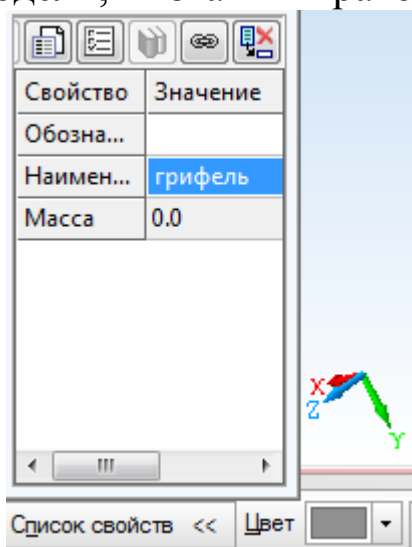 Свойство Значение
Обозна...
Наимен... грифель
Масса 0.0
X
Z
Y
Список свойств << Цвет